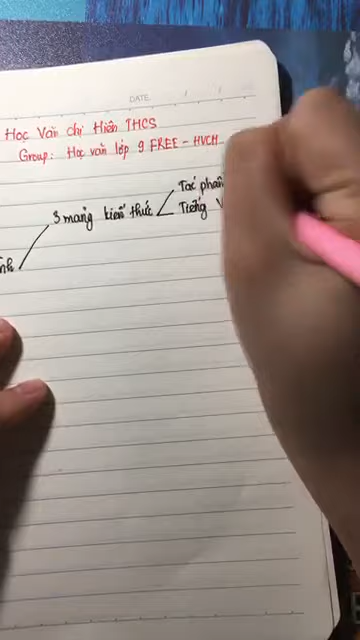 DATE
Học Văn chị Hiên THCS
Group: Học văn lớp 9 FREE - HVCH
3 mảng kiến thức
Tác phẩm
Tiếng